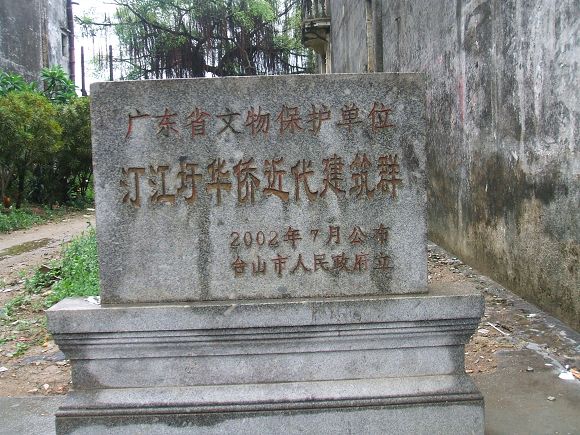 广东省文物保护单位
汀江圩华侨近代建筑群
2002年7月公布
台山市人民政府立